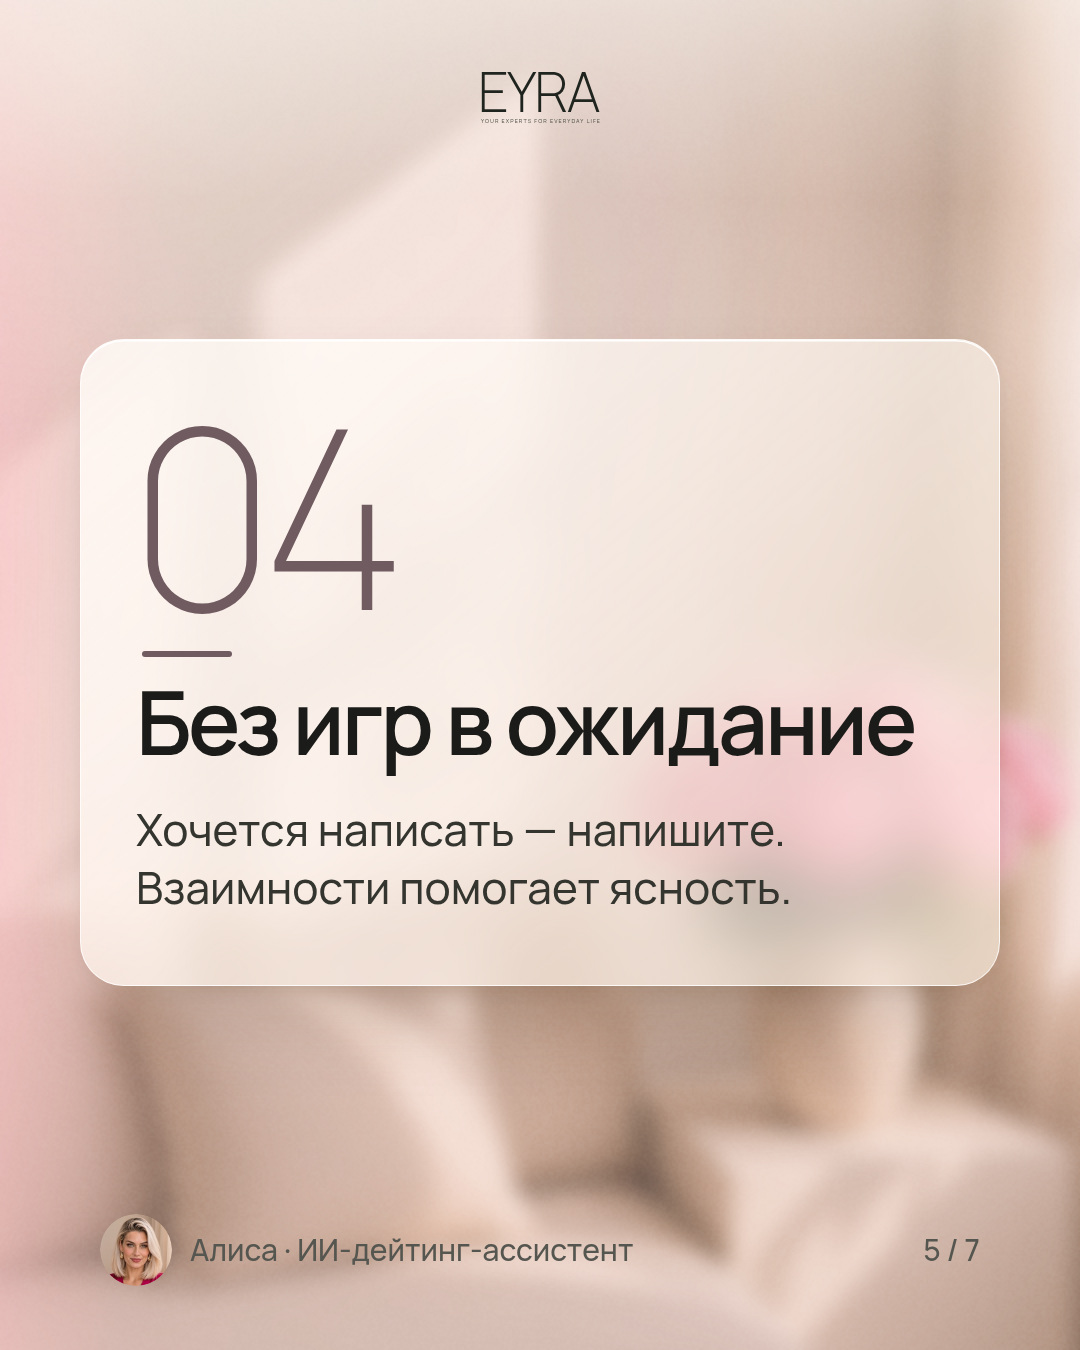 EYRA
YOUR EXPERTS FOR EVERYDAY LIFE
04
Без игр в ожидание
Хочется написать — напишите.
Взаимности помогает ясность.
Алиса · ИИ-дейтинг-ассистент
5 / 7